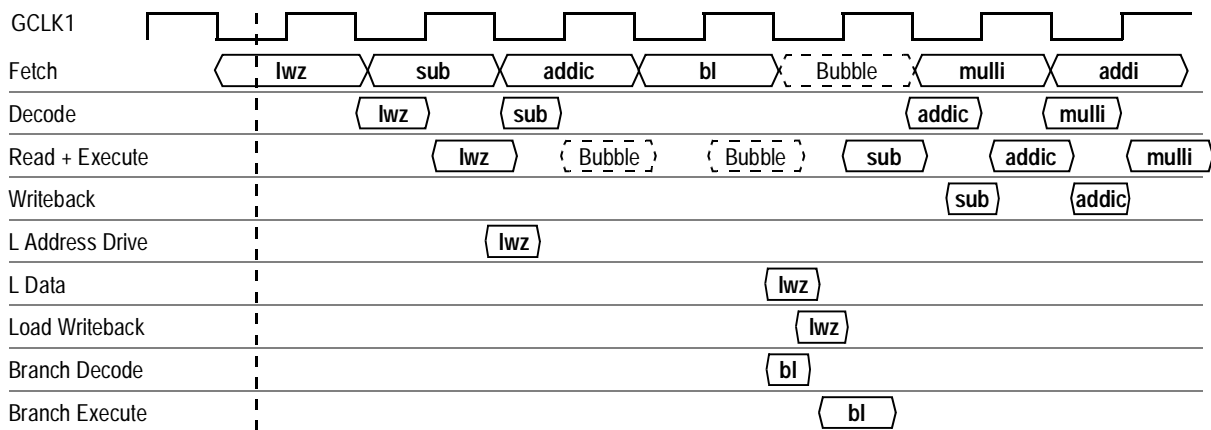 GCLK1
Fetch lwz sub addic bl Bubble mulli addi
Decode lwz sub addic mulli
Read + Execute lwz Bubble Bubble sub addic mulli
Writeback sub addic
L Address Drive lwz
L Data lwz
Load Writeback lwz
Branch Decode bl
Branch Execute bl